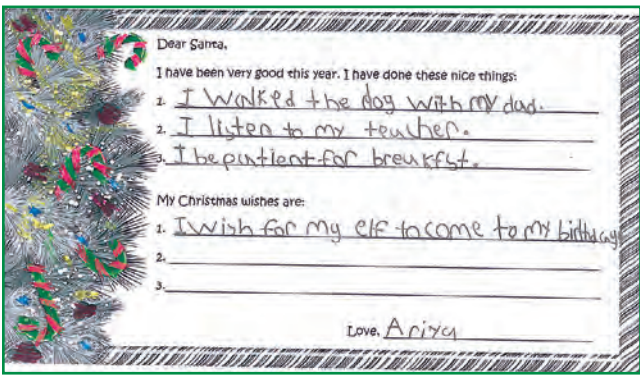 Dear Santa,
I have been very good this year. I have done these nice things:
1. I walked the dog with my dad.
2. I listen to my teacher.
3. I be patient for breakfst.
My Christmas wishes are:
1. I wish for my elf to come to my birthday
2.
3.
Love, Ariya